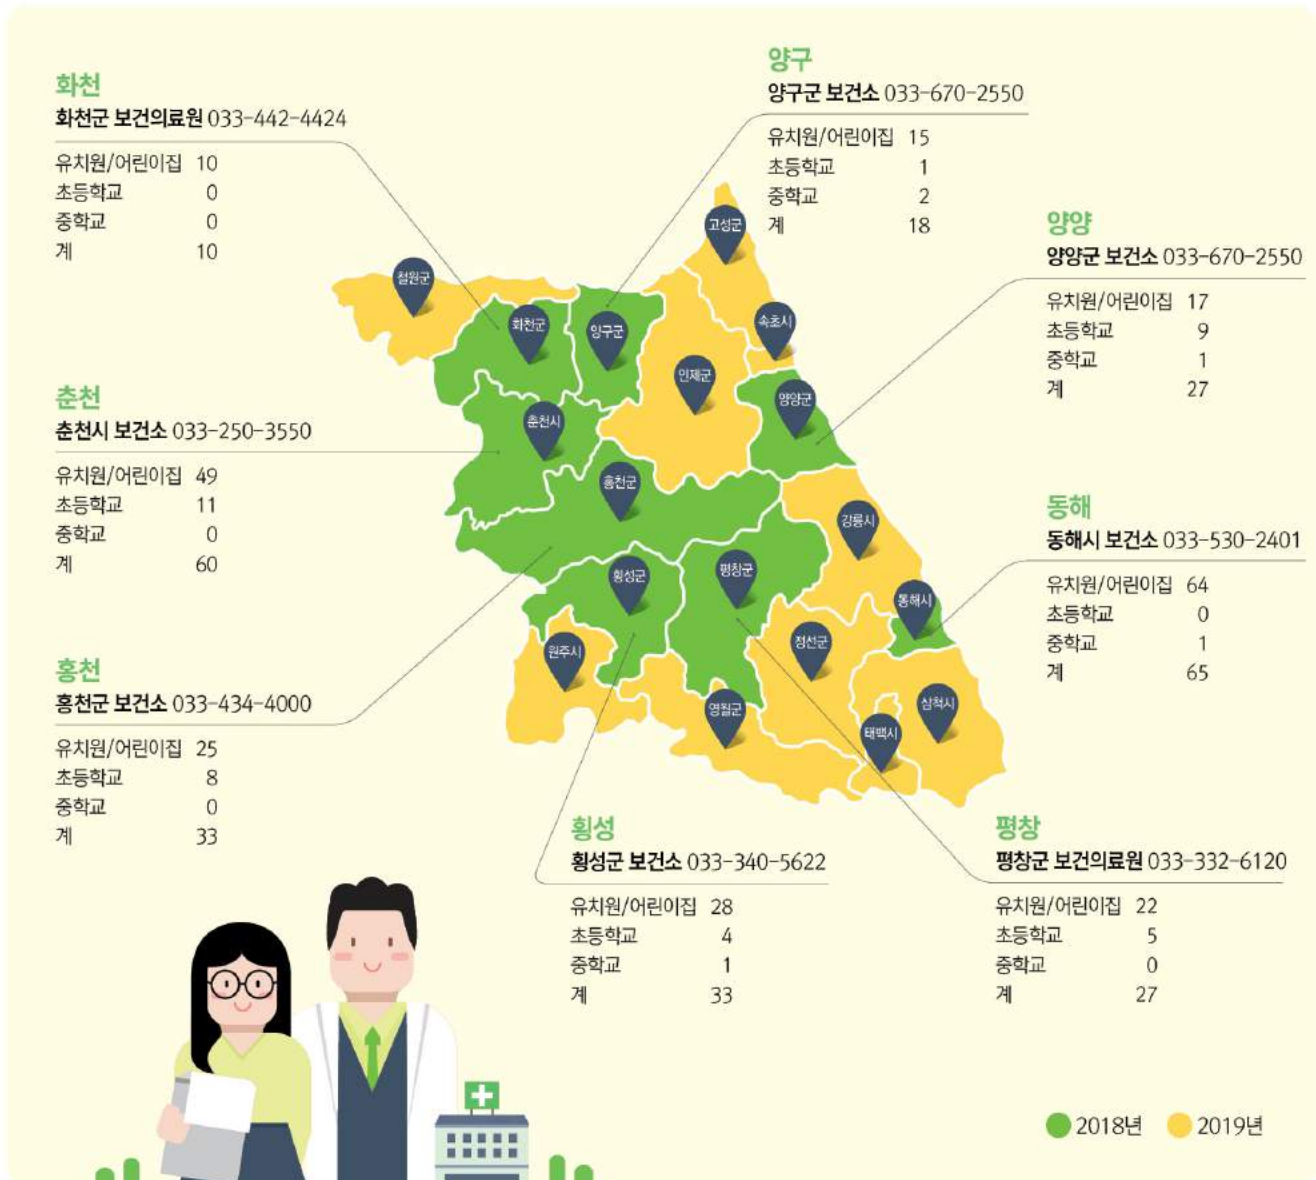 화천
화천군 보건의료원 033-442-4424
유치원/어린이집 10
초등학교 0
중학교 0
계 10
양구
양구군 보건소 033-670-2550
유치원/어린이집 15
초등학교 1
중학교 2
계 18
양양
양양군 보건소 033-670-2550
유치원/어린이집 17
초등학교 9
중학교 1
계 27
춘천
춘천시 보건소 033-250-3550
유치원/어린이집 49
초등학교 11
중학교 0
계 60
동해
동해시 보건소 033-530-2401
유치원/어린이집 64
초등학교 0
중학교 1
계 65
홍천
홍천군 보건소 033-434-4000
유치원/어린이집 25
초등학교 8
중학교 0
계 33
횡성
횡성군 보건소 033-340-5622
유치원/어린이집 28
초등학교 4
중학교 1
계 33
평창
평창군 보건의료원 033-332-6120
유치원/어린이집 22
초등학교 5
중학교 0
계 27
고성군
철원군
화천군
양구군
속초시
인제군
양양군
춘천시
홍천군
강릉시
횡성군
평창군
동해시
원주시
정선군
영월군
삼척시
태백시
2018년
2019년